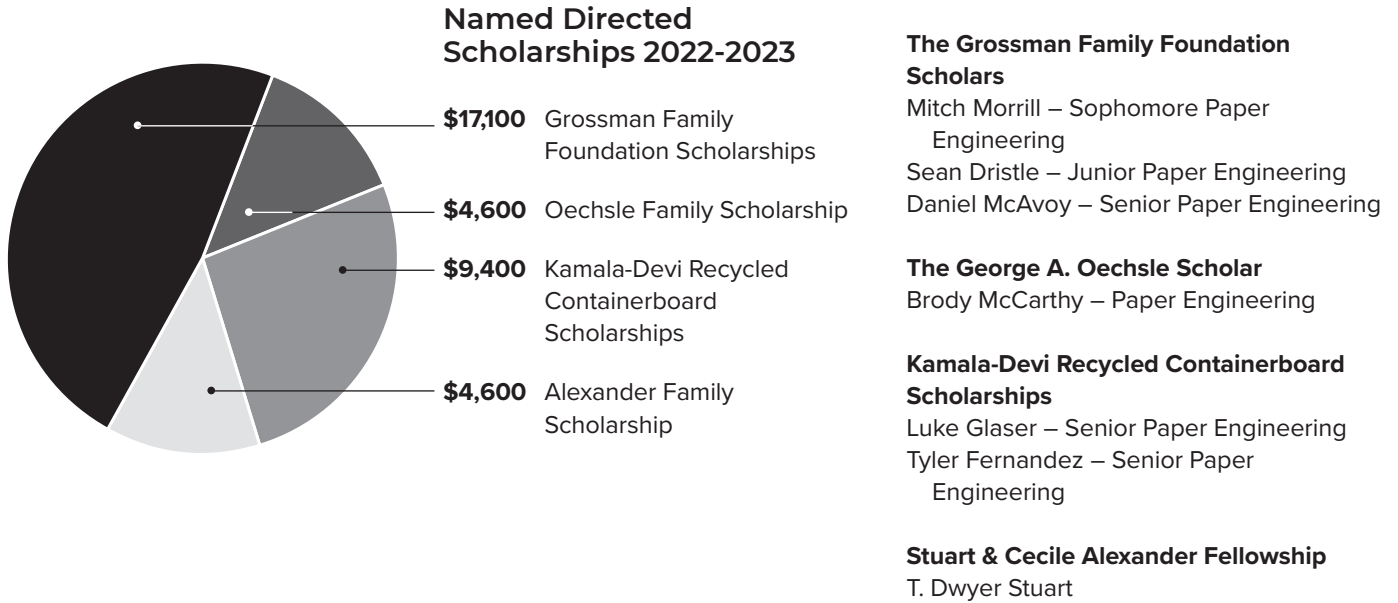 Named Directed
Scholarships 2022-2023
$17,100 Grossman Family
Foundation Scholarships
$4,600 Oechsle Family Scholarship
$9,400 Kamala-Devi Recycled
Containerboard
Scholarships
$4,600 Alexander Family
Scholarship
The Grossman Family Foundation
Scholars
Mitch Morrill – Sophomore Paper
Engineering
Sean Dristle – Junior Paper Engineering
Daniel McAvoy – Senior Paper Engineering
The George A. Oechsle Scholar
Brody McCarthy – Paper Engineering
Kamala-Devi Recycled Containerboard
Scholarships
Luke Glaser – Senior Paper Engineering
Tyler Fernandez – Senior Paper
Engineering
Stuart & Cecile Alexander Fellowship
T. Dwyer Stuart